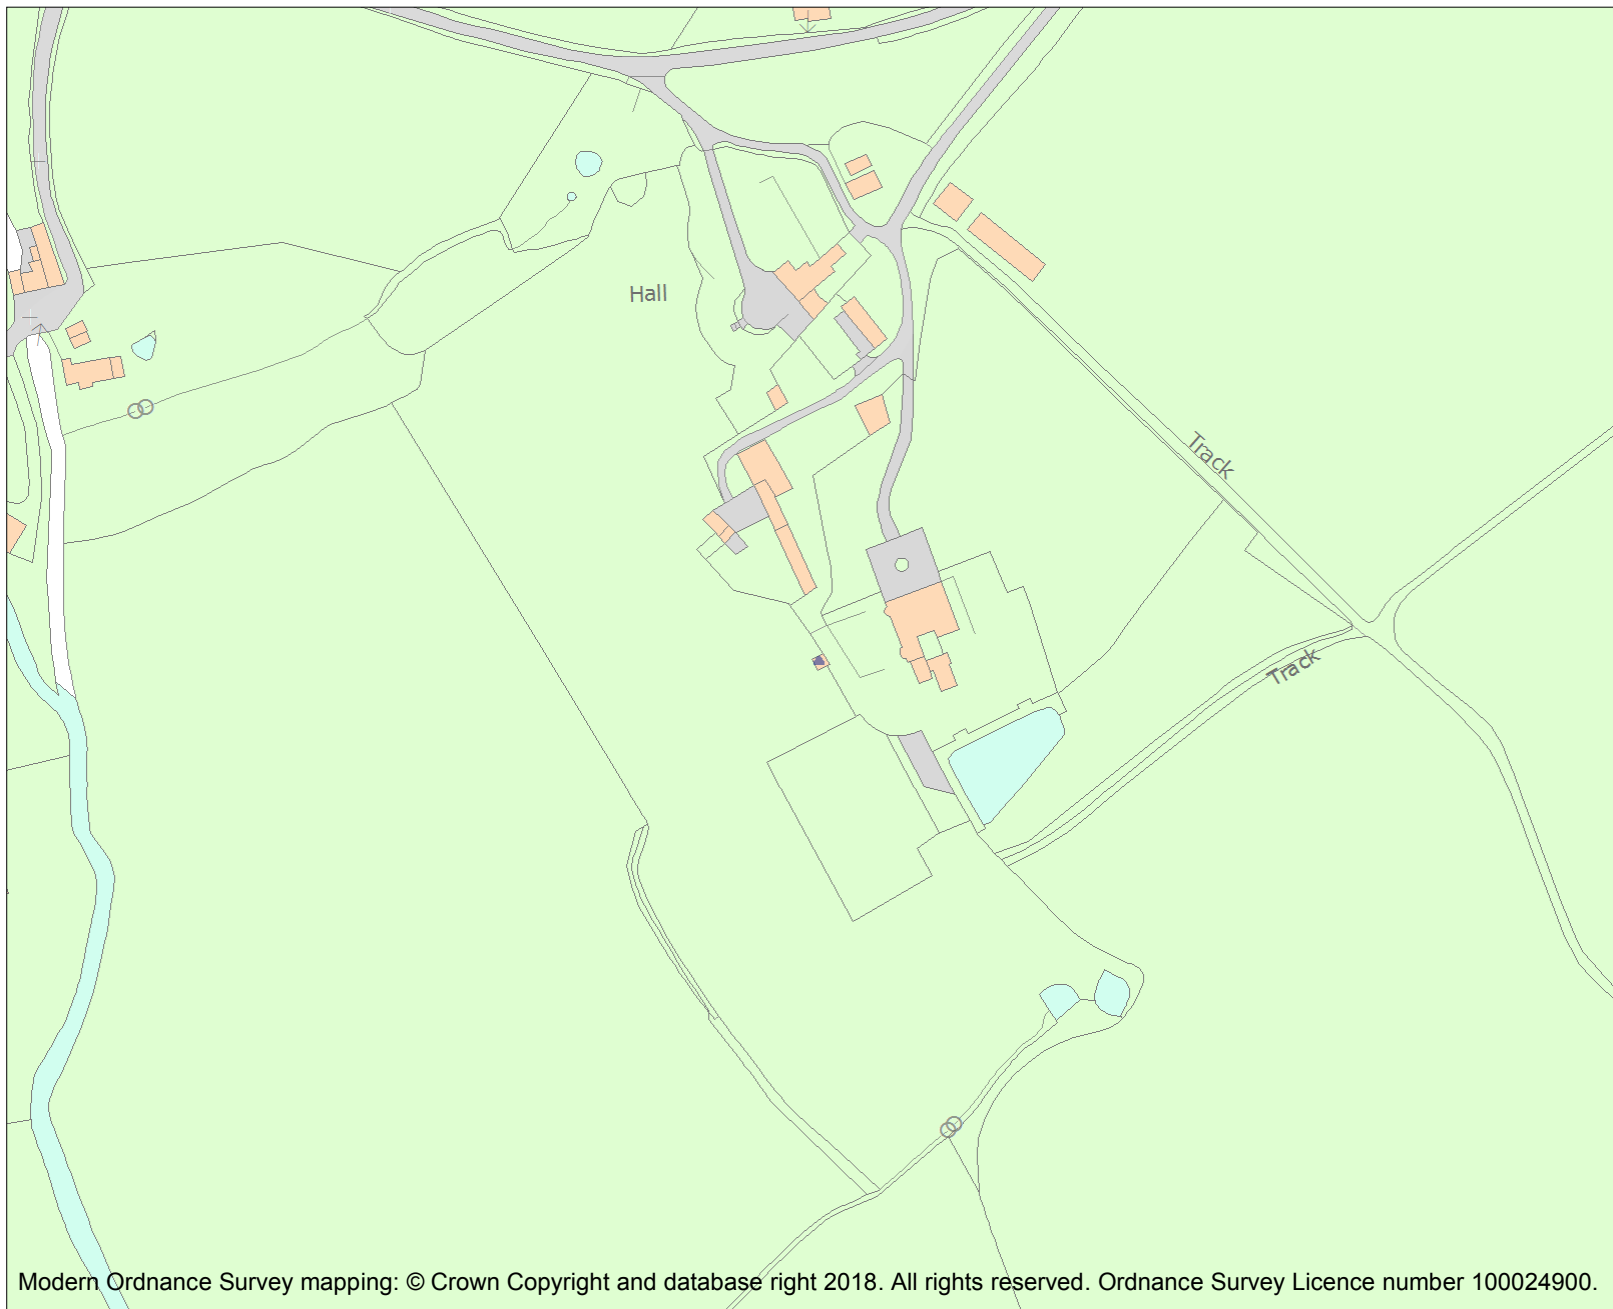 Hall
Track
Track
Modern Ordnance Survey mapping: © Crown Copyright and database right 2018. All rights reserved. Ordnance Survey Licence number 100024900.